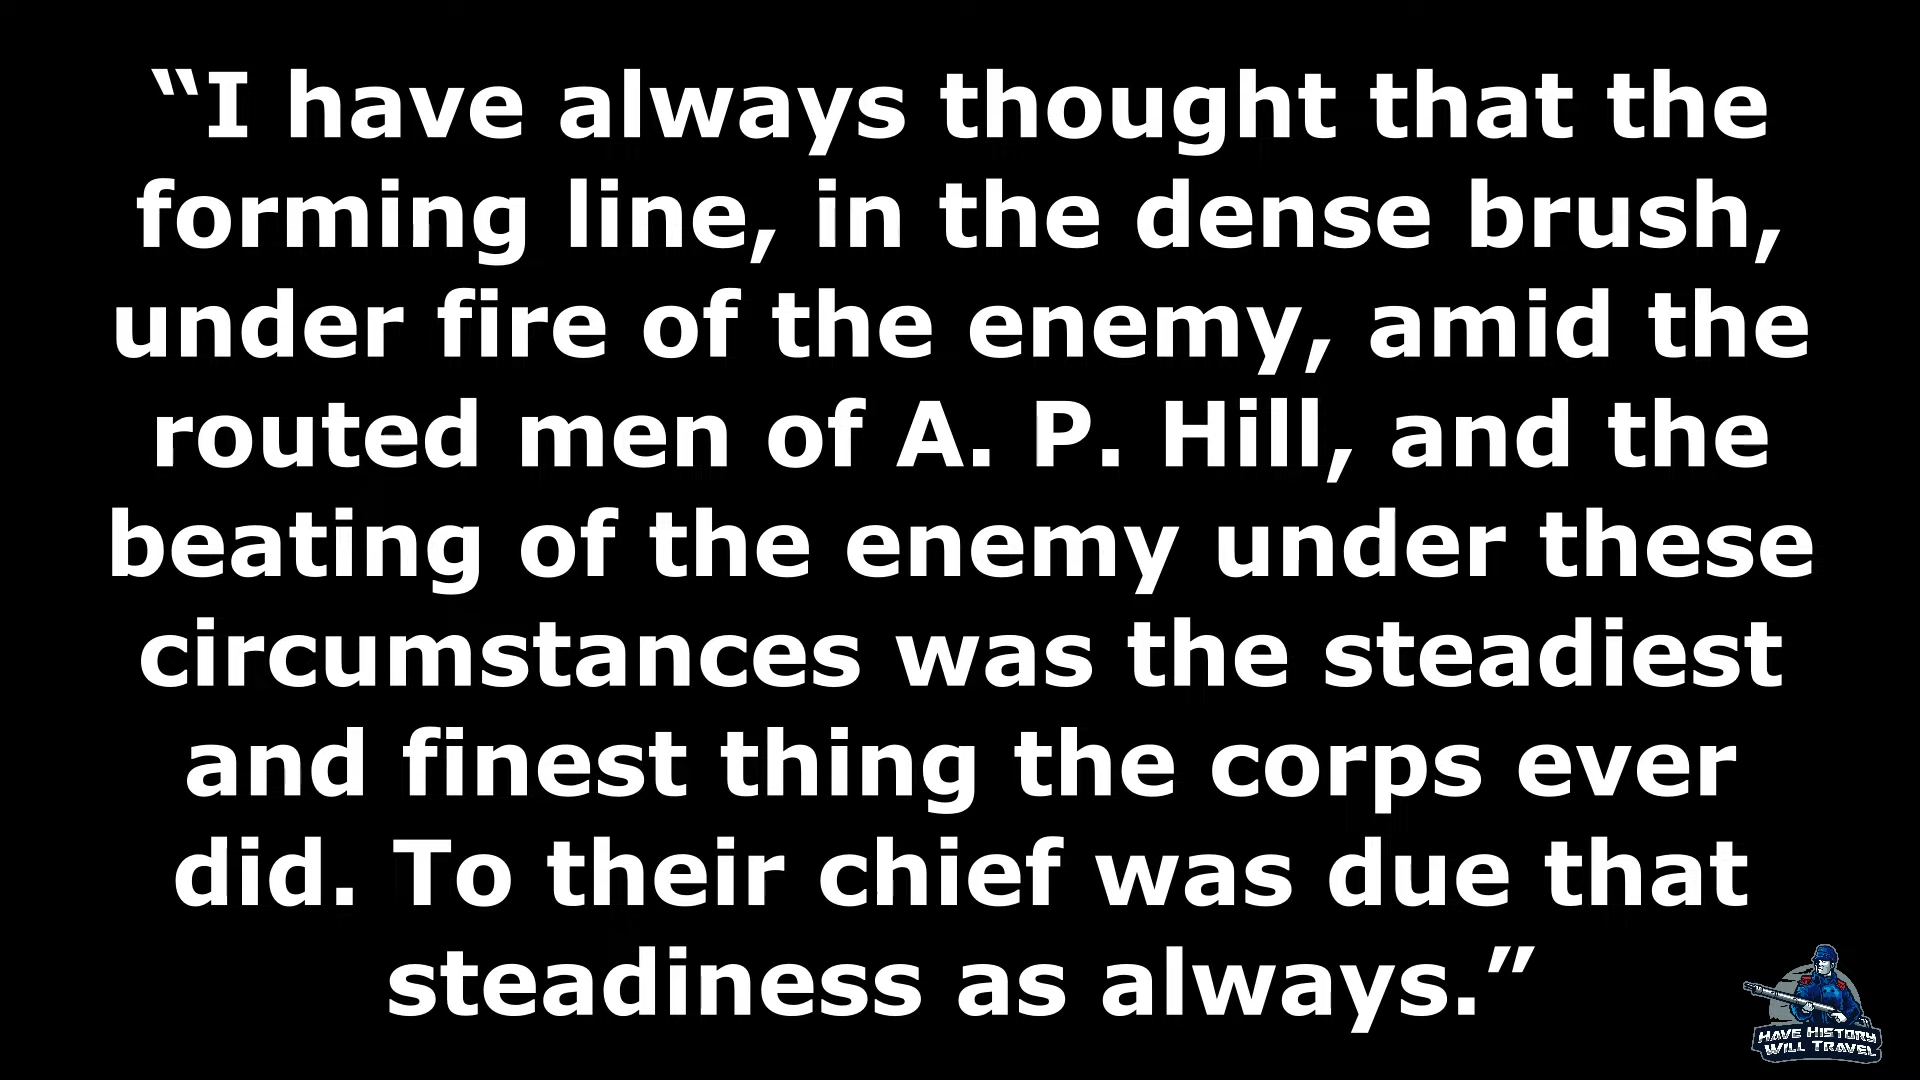 “I have always thought that the
forming line, in the dense brush,
under fire of the enemy, amid the
routed men of A. P. Hill, and the
beating of the enemy under these
circumstances was the steadiest
and finest thing the corps ever
did. To their chief was due that
steadiness as always.”
HAVE HISTORY
WILL TRAVEL